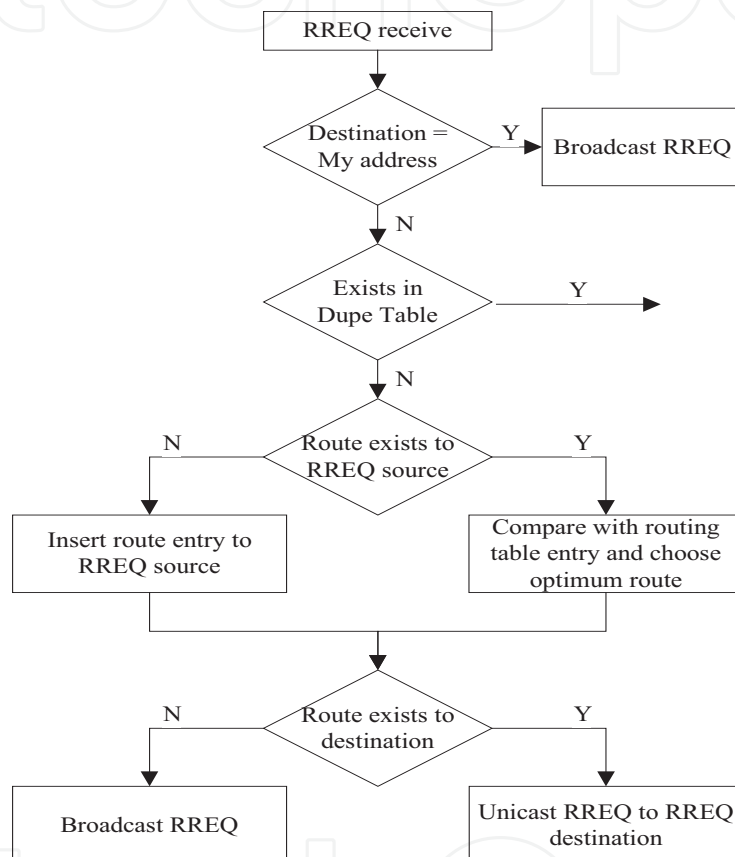 RREQ receive
Destination =
My address
Y
Broadcast RREQ
N
Exists in
Dupe Table
Y
N
Route exists to
RREQ source
N
Y
Insert route entry to
RREQ source
Compare with routing
table entry and choose
optimum route
Route exists to
destination
N
Y
Broadcast RREQ
Unicast RREQ to RREQ
destination